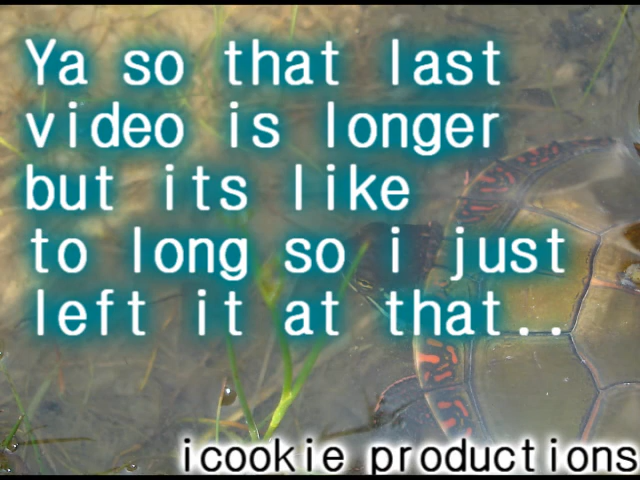 Ya so that last
video is longer
but its like
to long so i just
left it at that..
icookie productions